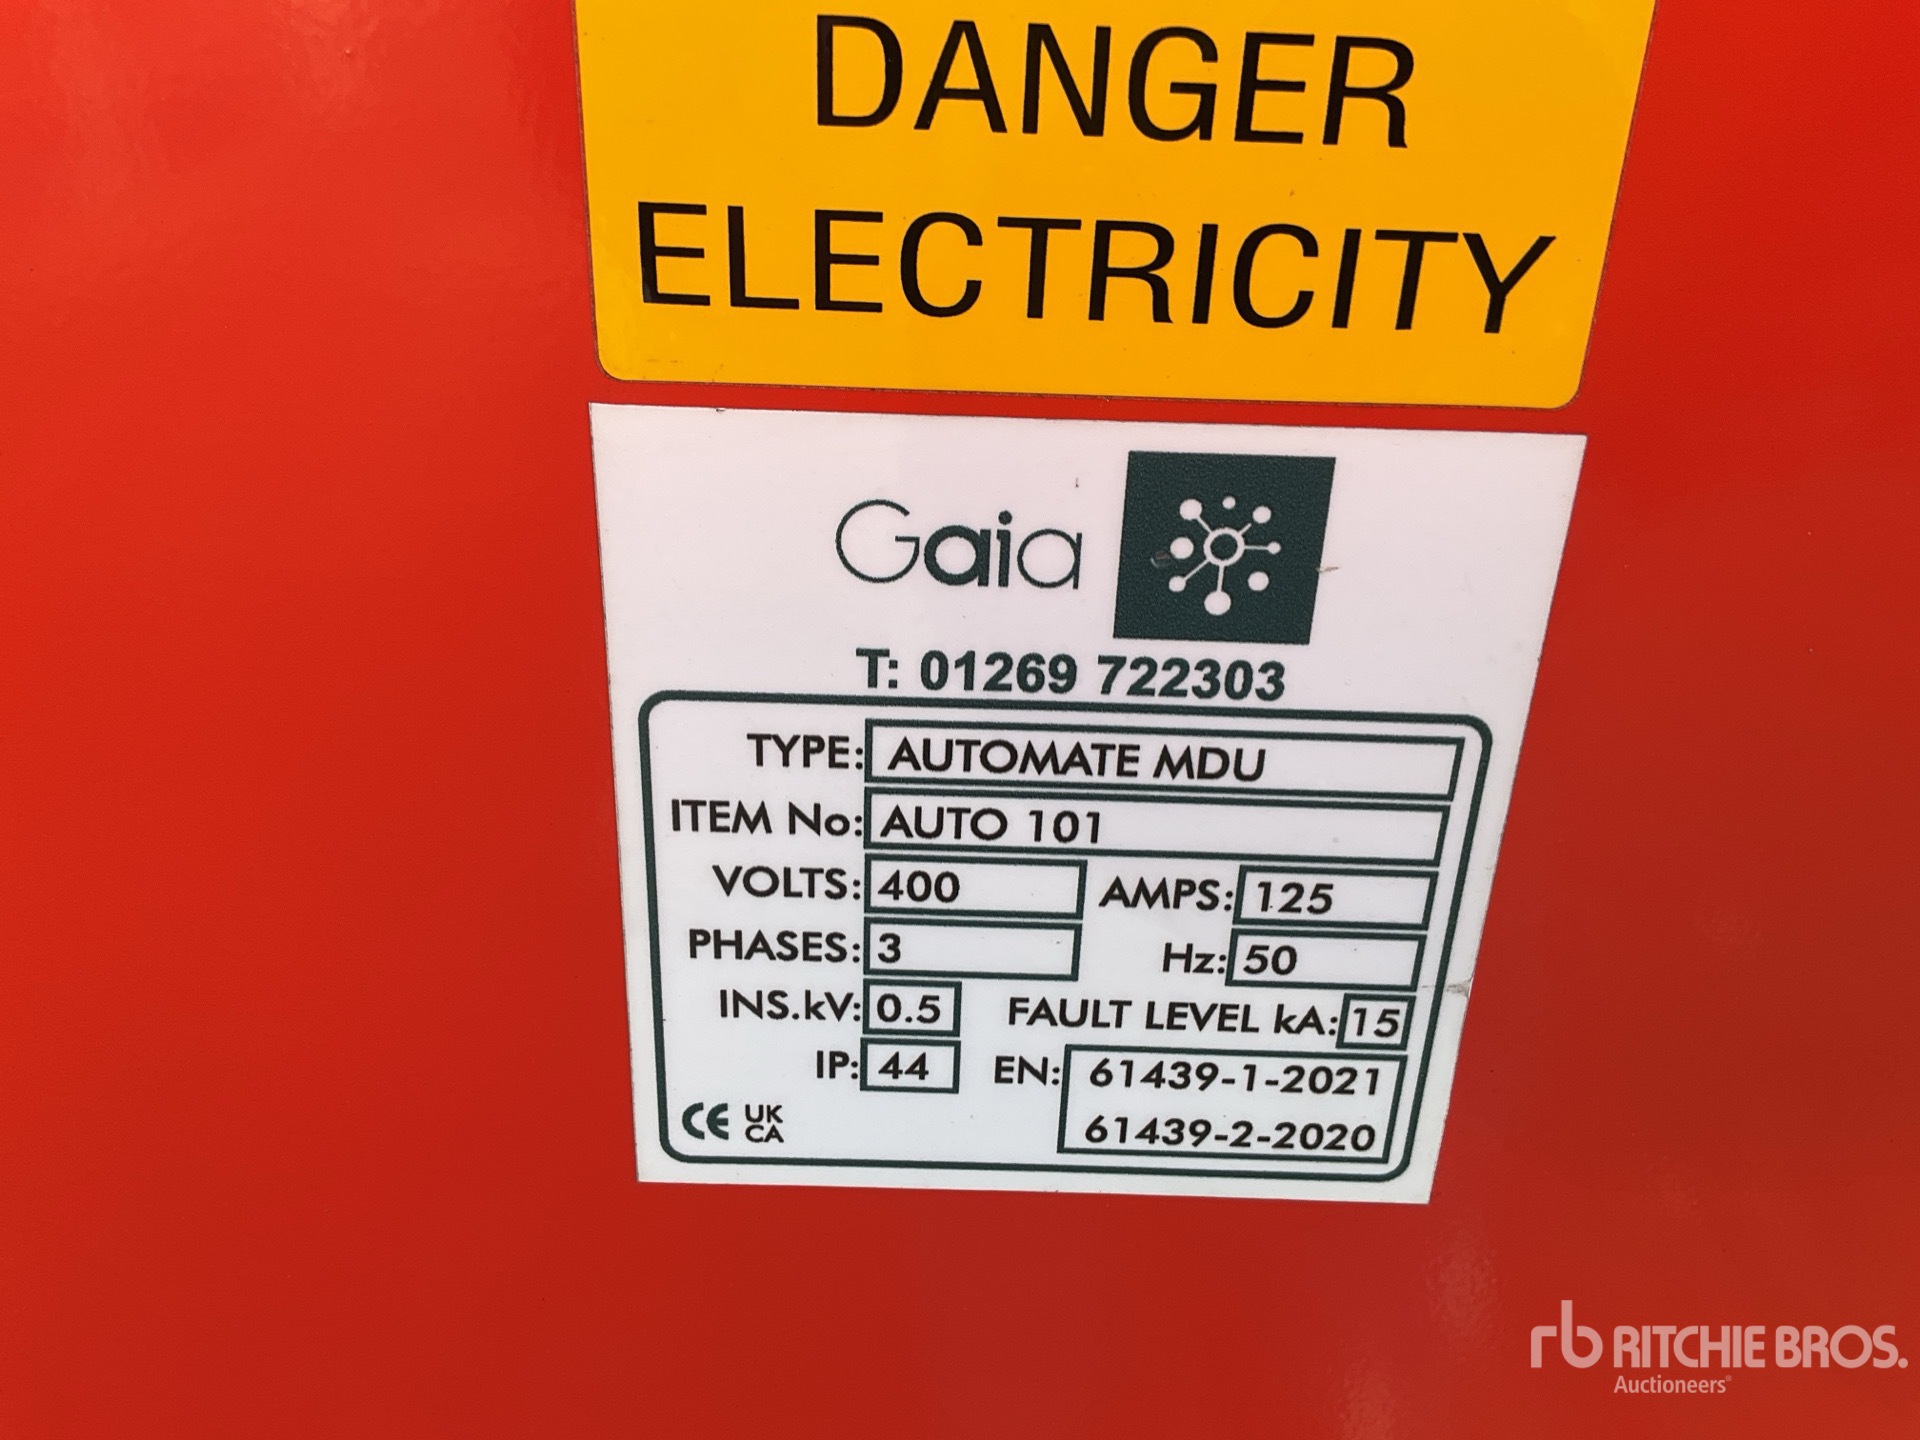 DANGER
ELECTRICITY
Gaia
T: 01269 722303
TYPE: AUTOMATE MDU
ITEM No: AUTO 101
VOLTS: 400 AMPS: 125
PHASES: 3 Hz: 50
INS.kV: 0.5 FAULT LEVEL kA: 15
IP: 44 EN: 61439-1-2021
61439-2-2020
CE UK
CA
rb RITCHIE BROS.
Auctioneers®